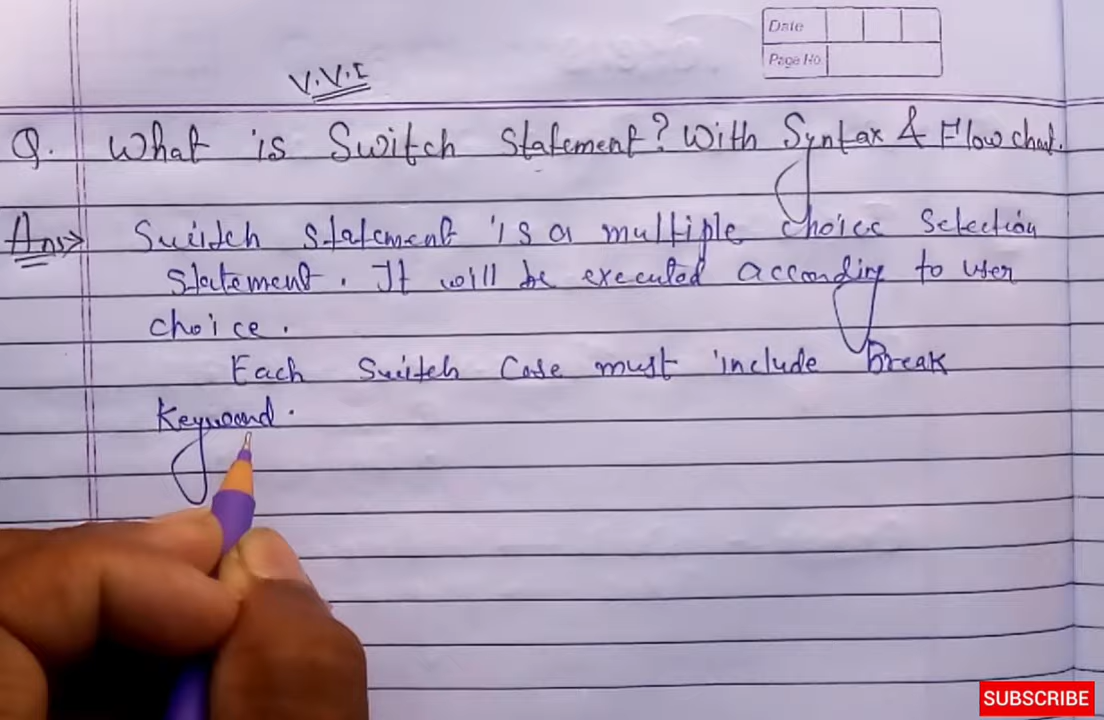 Date
Page No.
V.V.I
Q. What is Switch Statement? With Syntax & Flow chart.
Ans> Switch statement is a multiple choice selection
statement. It will be executed according to user
choice.
Each Switch Case must include Break
Keyword.
SUBSCRIBE